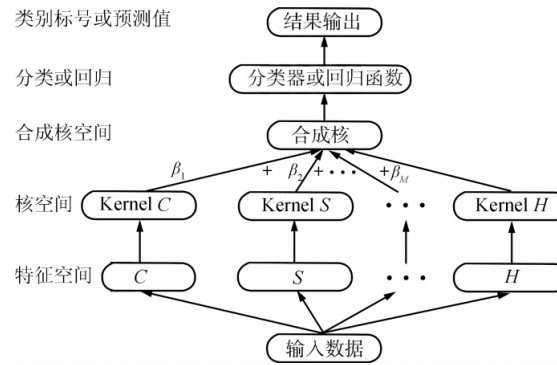 类别标号或预测值 结果输出
分类或回归 分类器或回归函数
合成核空间 合成核
β1 + β2 + ··· + βM
核空间 Kernel C Kernel S ··· Kernel H
特征空间 C S ··· H
输入数据